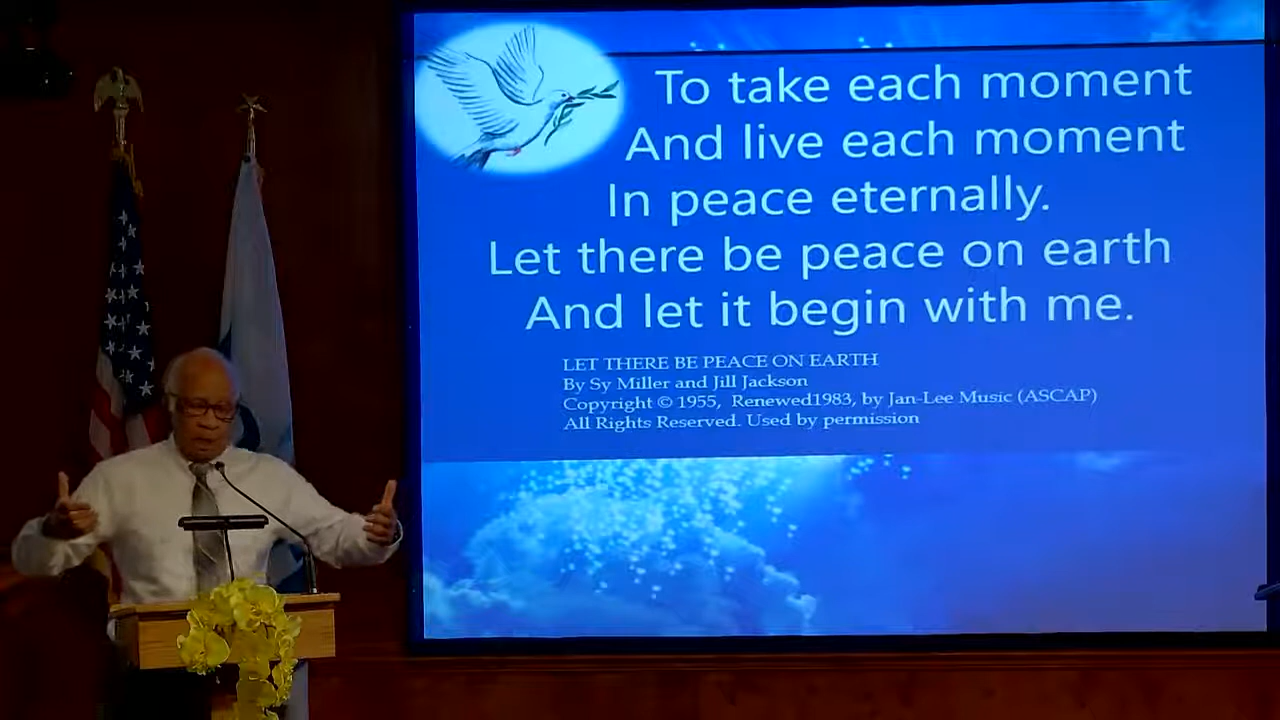 To take each moment
And live each moment
In peace eternally.
Let there be peace on earth
And let it begin with me.
LET THERE BE PEACE ON EARTH
By Sy Miller and Jill Jackson
Copyright © 1955, Renewed1983, by Jan-Lee Music (ASCAP)
All Rights Reserved. Used by permission